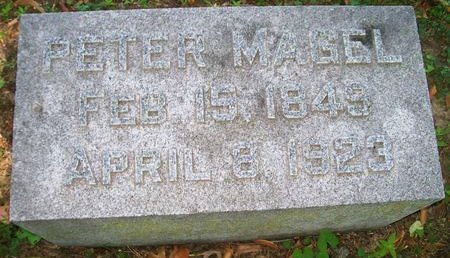 PETER MAGEL
FEB. 15, 1849
APRIL 8, 1923